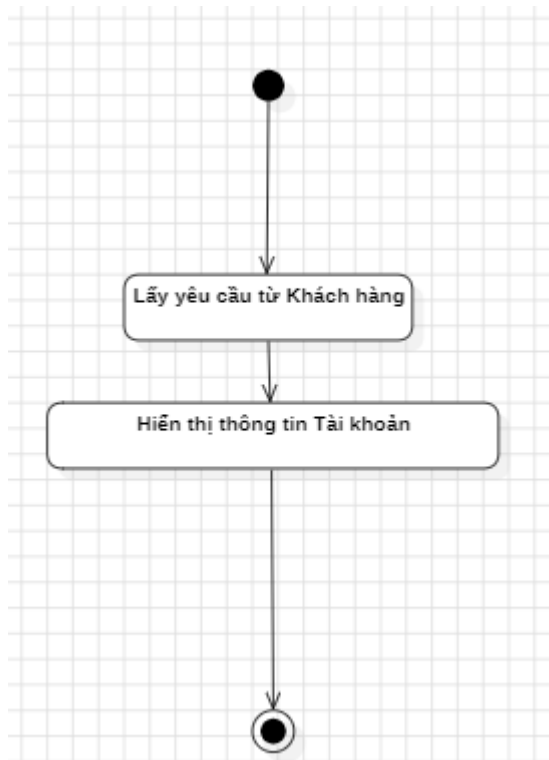 Lấy yêu cầu từ Khách hàng
Hiển thị thông tin Tài khoản